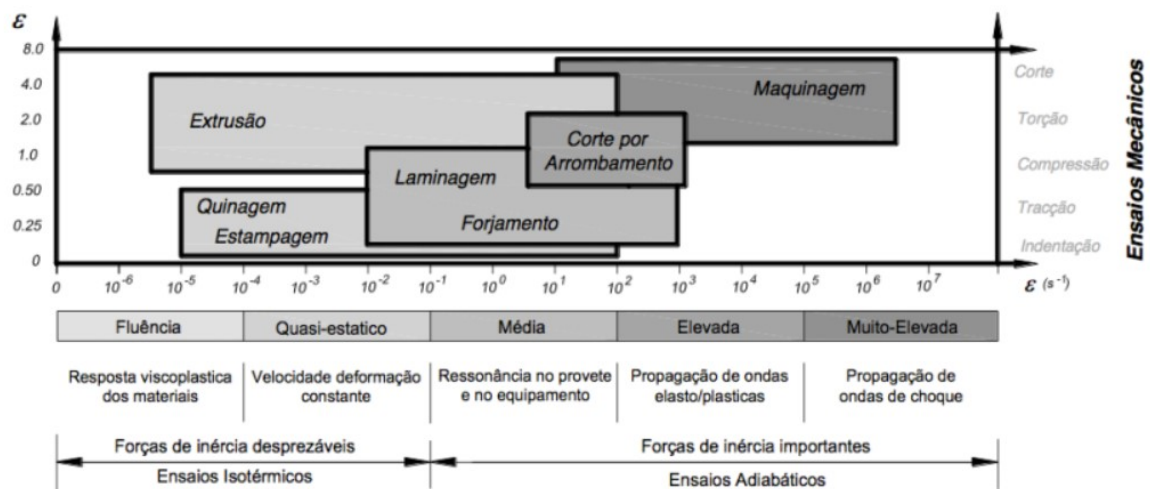 ε
8.0
4.0
2.0
1.0
0.50
0.25
0
Extrusão
Maquinagem
Corte por
Arrombamento
Laminagem
Quinagem
Estampagem
Forjamento
Corte
Torção
Compressão
Tracção
Indentação
Ensaios Mecânicos
0 10⁻⁶ 10⁻⁵ 10⁻⁴ 10⁻³ 10⁻² 10⁻¹ 10⁰ 10¹ 10² 10³ 10⁴ 10⁵ 10⁶ 10⁷ ε (s⁻¹)
Fluência Quasi-estatico Média Elevada Muito-Elevada
Resposta viscoplastica
dos materiais
Velocidade deformação
constante
Ressonância no provete
e no equipamento
Propagação de ondas
elasto/plasticas
Propagação de
ondas de choque
Forças de inércia desprezáveis
Forças de inércia importantes
Ensaios Isotérmicos
Ensaios Adiabáticos